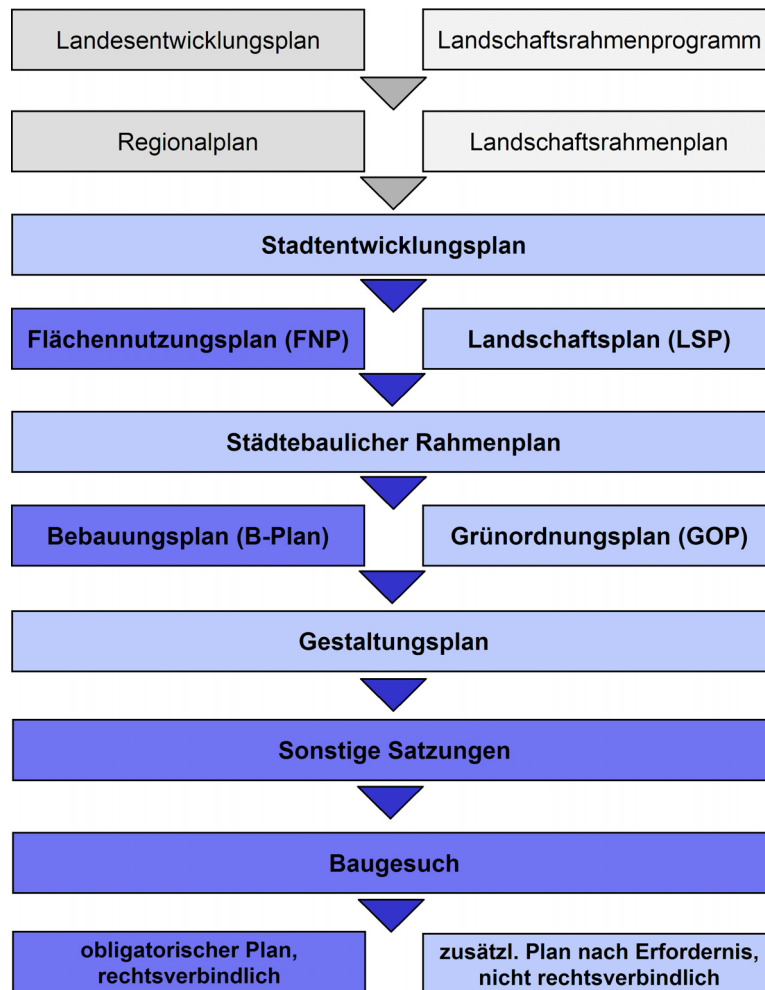 Landesentwicklungsplan
Landschaftsrahmenprogramm
Regionalplan
Landschaftsrahmenplan
Stadtentwicklungsplan
Flächennutzungsplan (FNP)
Landschaftsplan (LSP)
Städtebaulicher Rahmenplan
Bebauungsplan (B-Plan)
Grünordnungsplan (GOP)
Gestaltungsplan
Sonstige Satzungen
Baugesuch
obligatorischer Plan,
rechtsverbindlich
zusätzl. Plan nach Erfordernis,
nicht rechtsverbindlich